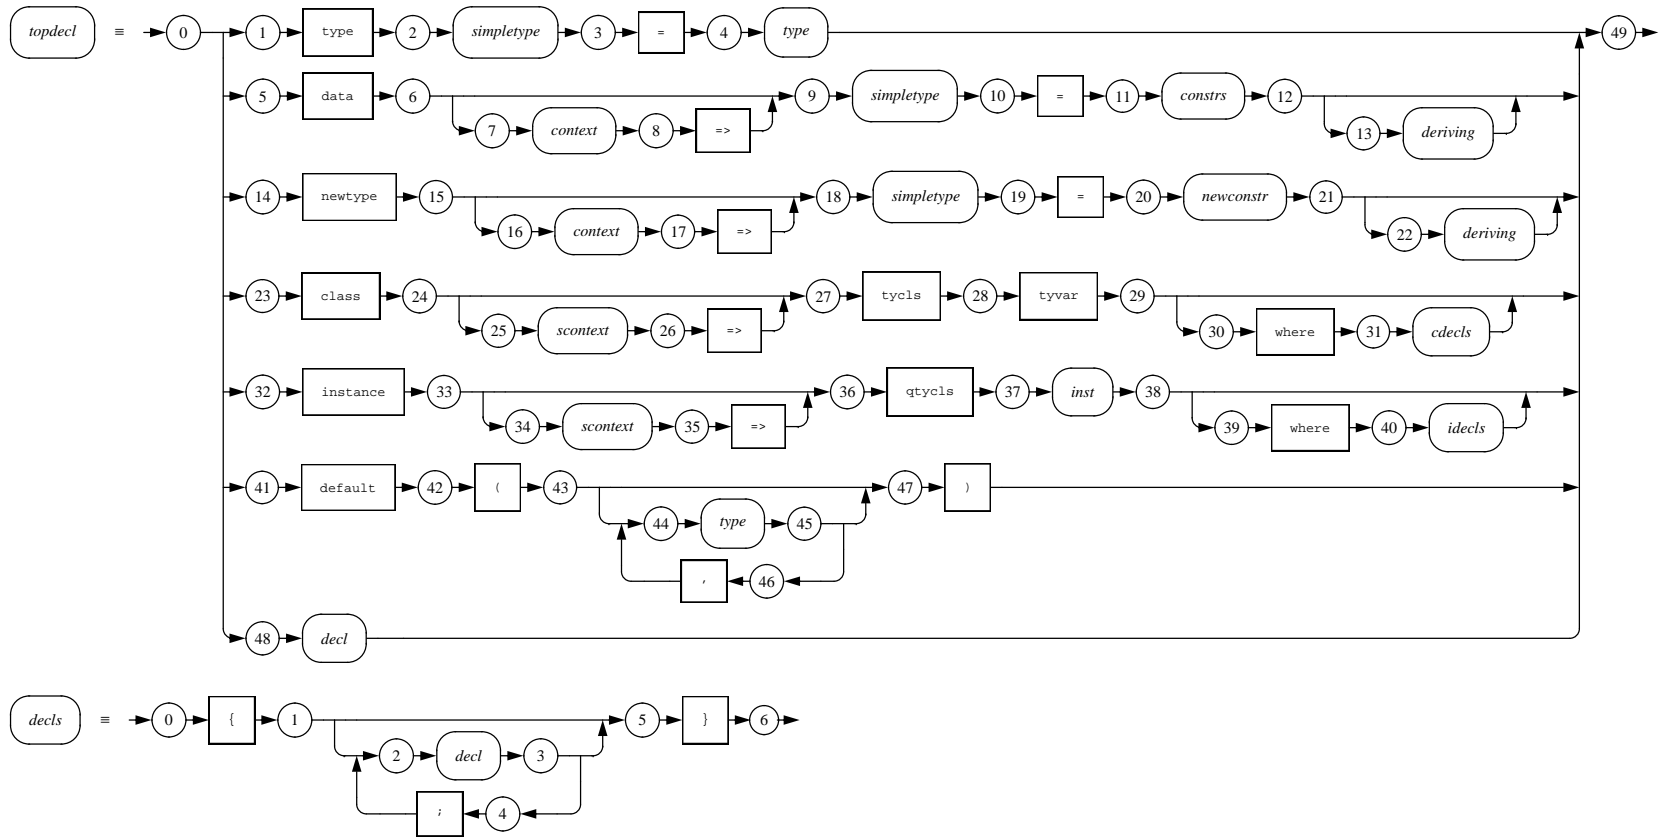 topdecl ≡ 0 1 type 2 simpletype 3 = 4 type 49
5 data 6 9 simpletype 10 = 11 constrs 12
7 context 8 => 13 deriving
14 newtype 15 18 simpletype 19 = 20 newconstr 21
16 context 17 => 22 deriving
23 class 24 27 tycls 28 tyvar 29
25 scontext 26 => 30 where 31 cdecls
32 instance 33 36 qtycls 37 inst 38
34 scontext 35 => 39 where 40 idecls
41 default 42 ( 43 47 )
44 type 45
, 46
48 decl
decls ≡ 0 { 1 5 } 6
2 decl 3
; 4